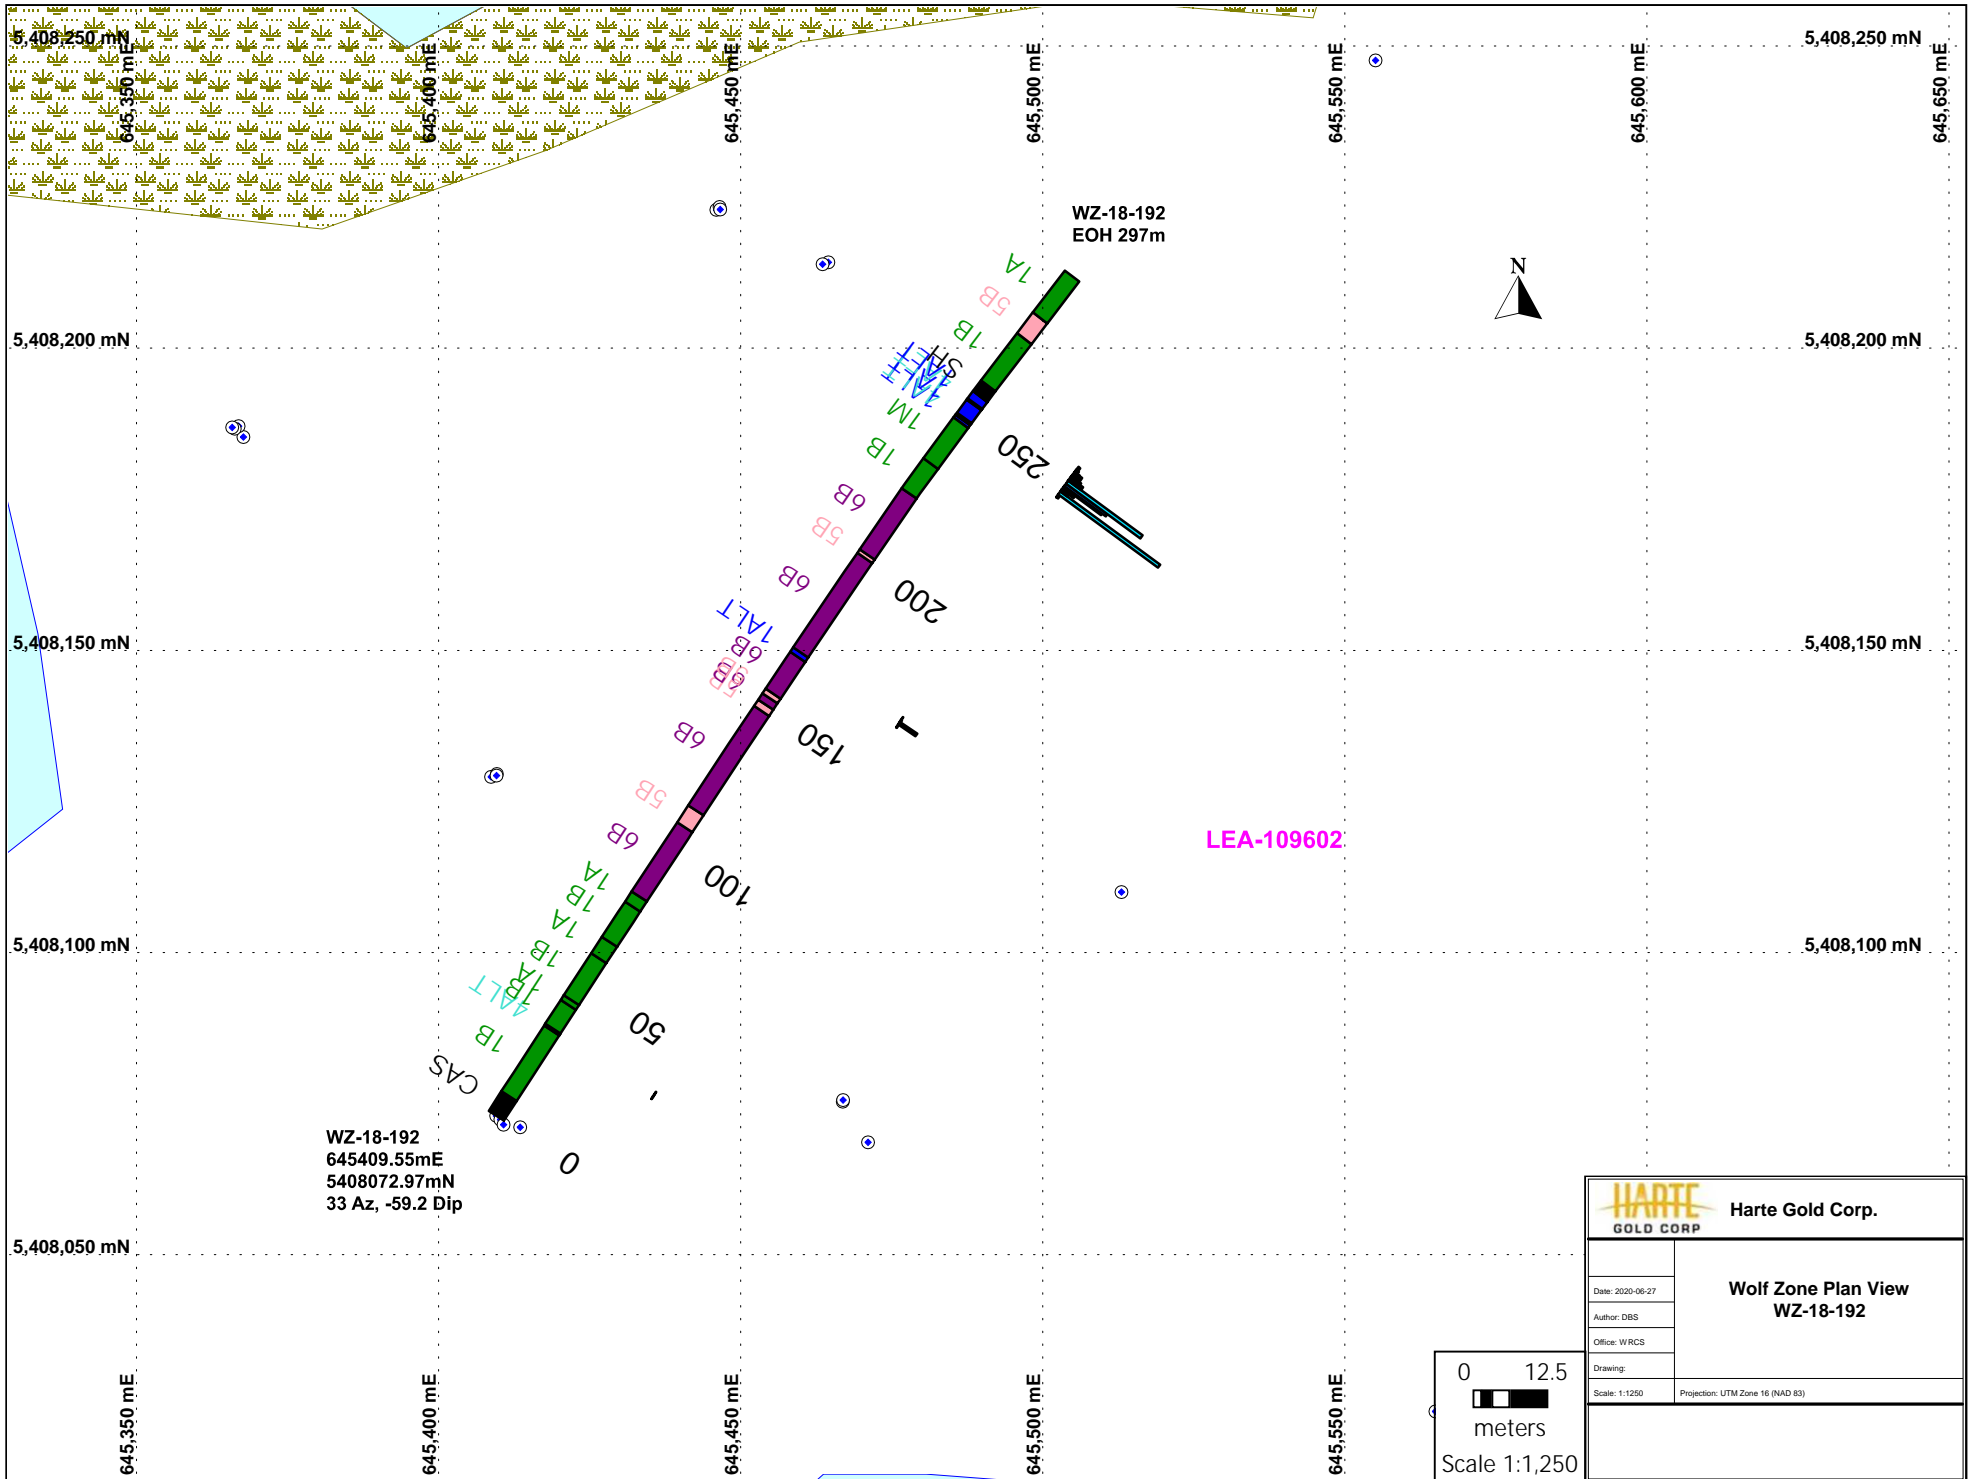 5,408,250 mN
5,408,250 mN
645,350 mE
645,400 mE
645,450 mE
645,500 mE
645,550 mE
645,600 mE
645,650 mE
WZ-18-192
EOH 297m
N
1A
5B
1B
SH
5,408,200 mN
5,408,200 mN
1M
1B
250
6B
5B
6B
200
1ALT
6B
6B
5B
5,408,150 mN
5,408,150 mN
6B
150
5B
6B
LEA-109602
1A
100
1B
1A
1B
5,408,100 mN
5,408,100 mN
1A
1B
4ALT
1B
50
CAS
0
WZ-18-192
645409.55mE
5408072.97mN
33 Az, -59.2 Dip
5,408,050 mN
645,350 mE
645,400 mE
645,450 mE
645,500 mE
645,550 mE
0 12.5
meters
Scale 1:1,250
HARTE
GOLD CORP
Harte Gold Corp.
Wolf Zone Plan View
WZ-18-192
Date: 2020-06-27
Author: DBS
Office: WRCS
Drawing:
Scale: 1:1250
Projection: UTM Zone 16 (NAD 83)